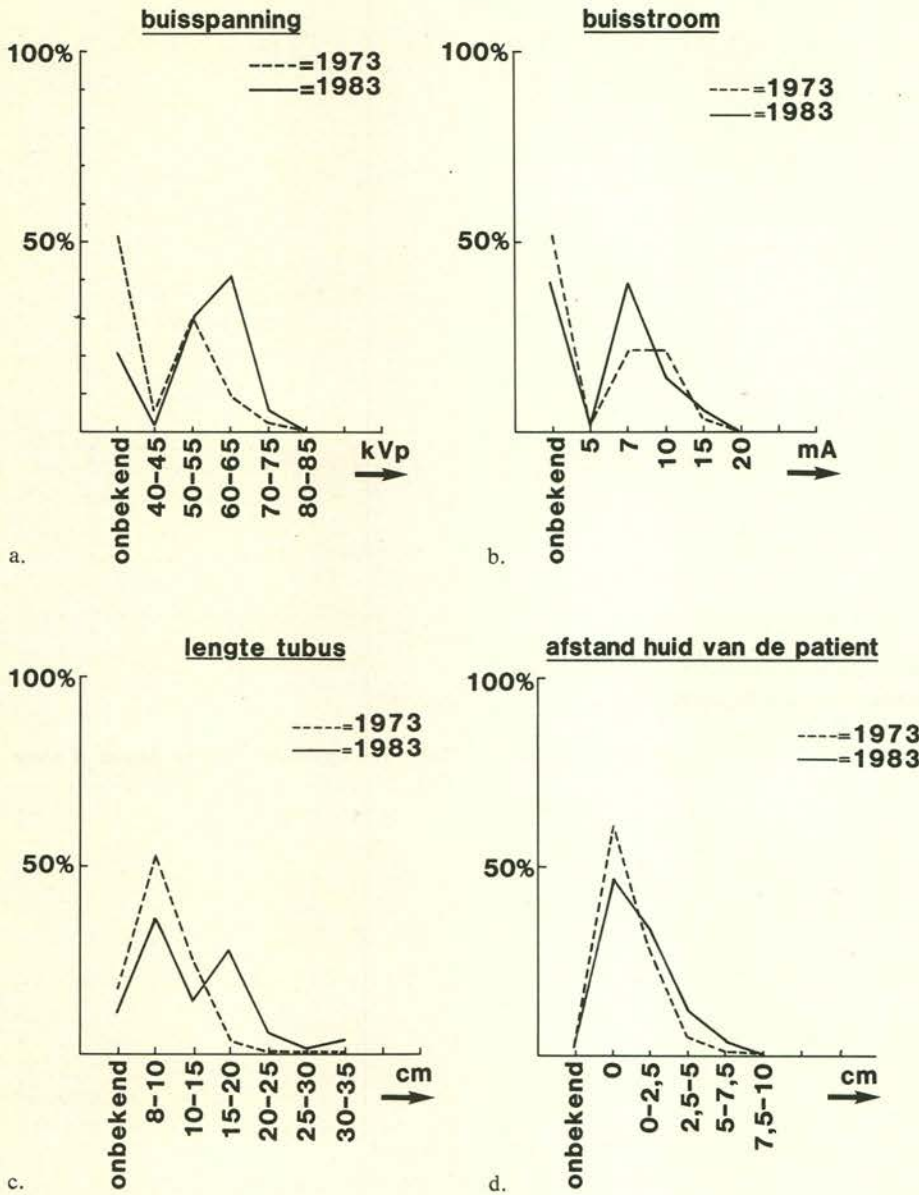 buisspanning
100%
50%
=1973
=1983
onbekend
40-45
50-55
60-65
70-75
80-85
kVp
a.
buisstroom
100%
50%
=1973
=1983
onbekend
5
7
10
15
20
mA
b.
lengte tubus
100%
50%
=1973
=1983
onbekend
8-10
10-15
15-20
20-25
25-30
30-35
cm
c.
afstand huid van de patient
100%
50%
=1973
=1983
onbekend
0
0-2,5
2,5-5
5-7,5
7,5-10
cm
d.